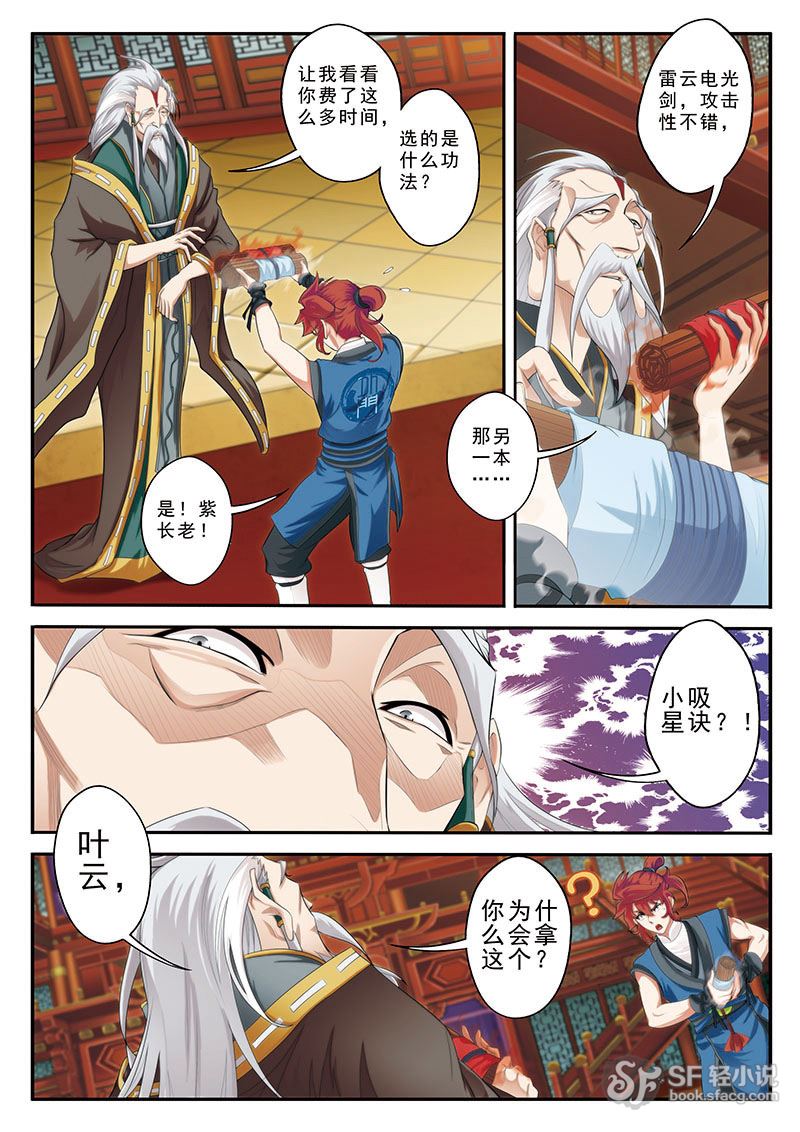 让我看看
你费了这
么多时间，
选的是
什么功
法？
是！紫
长老！
雷云电光
剑，攻击
性不错，
那另
一本
……
小吸
星诀？！
叶
云，
什拿
为会个？
你么这
門
?
SF轻小说
book.sfacg.com